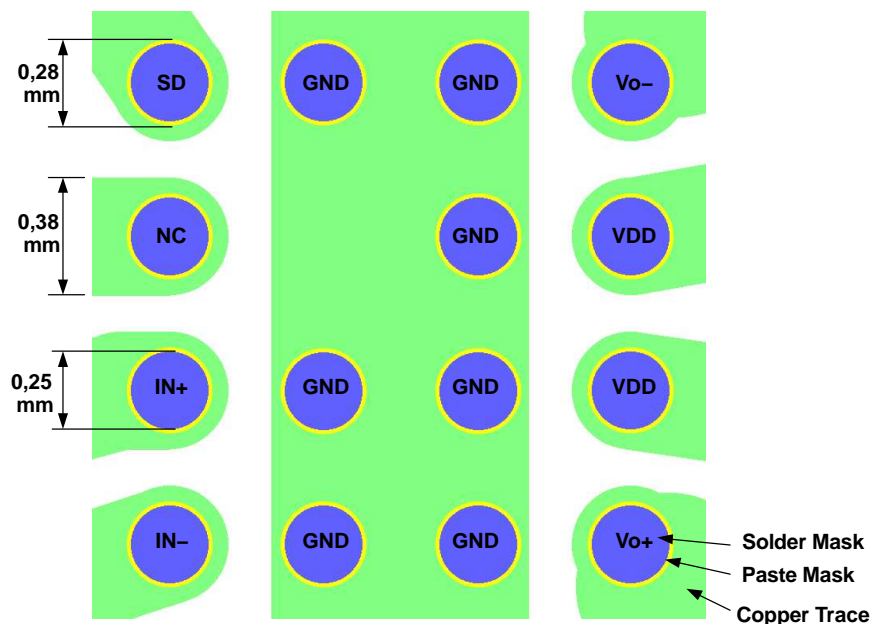 0,28
mm
SD
GND
GND
Vo–
0,38
mm
NC
GND
VDD
0,25
mm
IN+
GND
GND
VDD
IN–
GND
GND
Vo+
Solder Mask
Paste Mask
Copper Trace